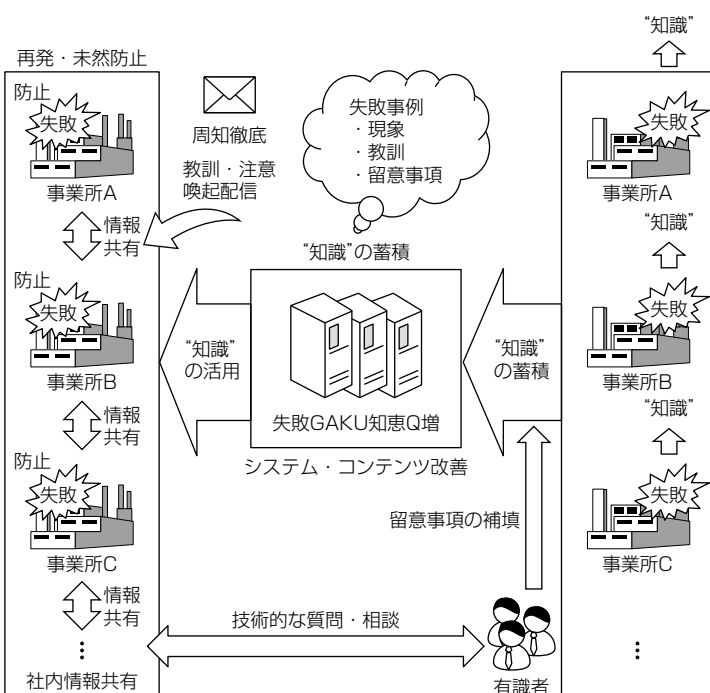 再発・未然防止
防止
失敗
事業所A
情報
共有
防止
失敗
事業所B
情報
共有
防止
失敗
事業所C
情報
共有
⋮
社内情報共有
周知徹底
教訓・注意
喚起配信
失敗事例
・現象
・教訓
・留意事項
“知識”の蓄積
“知識”
の活用
失敗GAKU知恵Q増
システム・コンテンツ改善
“知識”
の蓄積
留意事項の補填
技術的な質問・相談
有識者
“知識”
失敗
事業所A
“知識”
失敗
事業所B
“知識”
失敗
事業所C
⋮